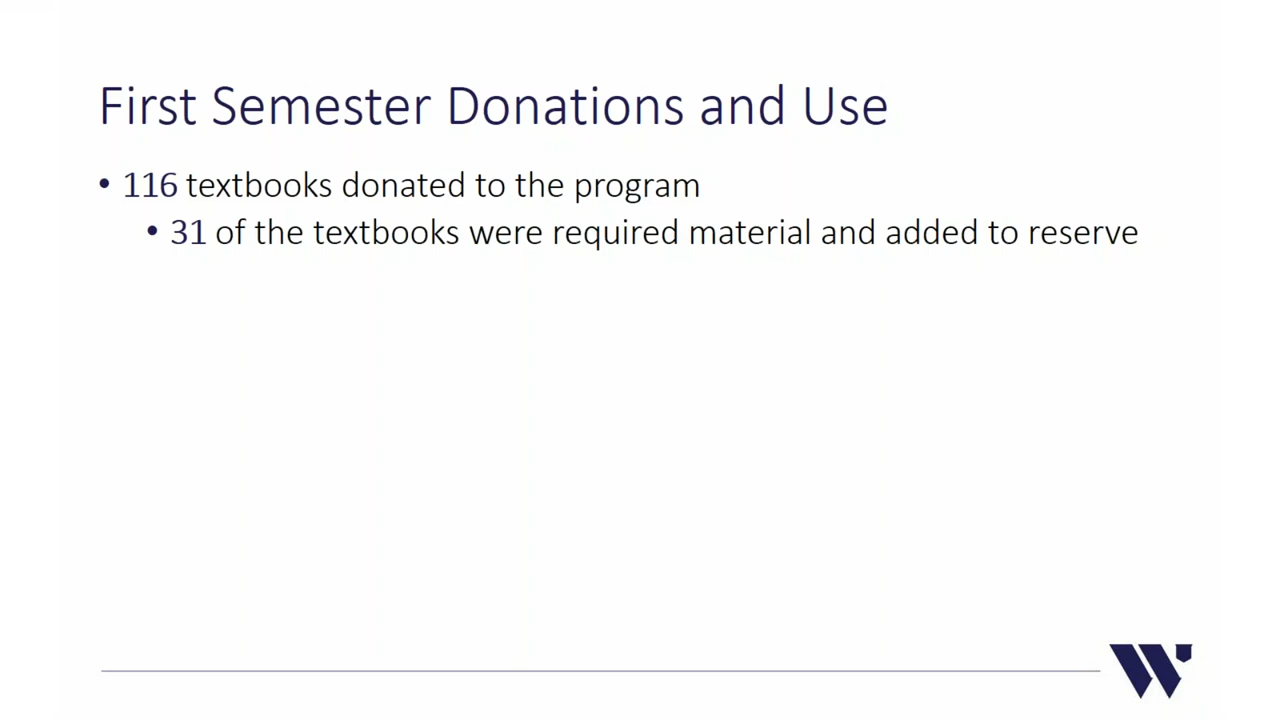 First Semester Donations and Use
• 116 textbooks donated to the program
• 31 of the textbooks were required material and added to reserve